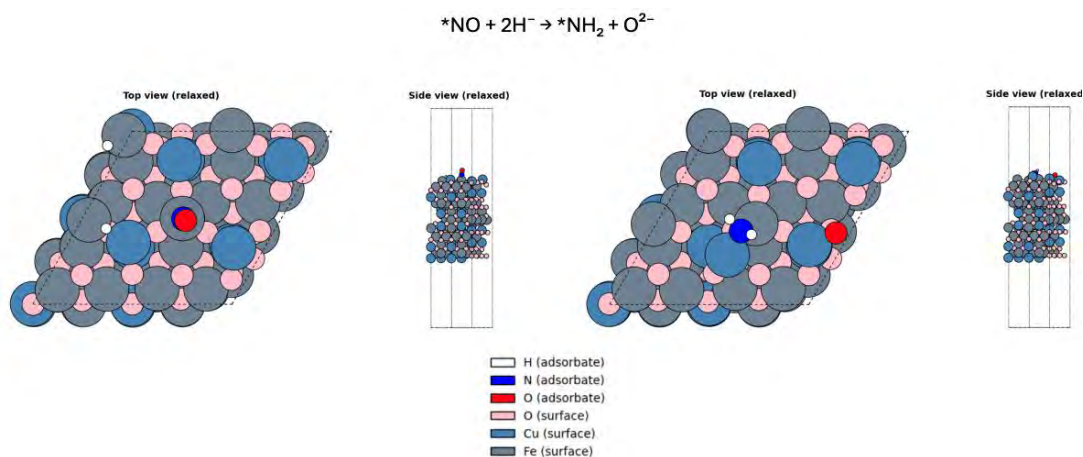 *NO + 2H⁻ → *NH₂ + O²⁻
Top view (relaxed)
Side view (relaxed)
Top view (relaxed)
Side view (relaxed
H (adsorbate)
N (adsorbate)
O (adsorbate)
O (surface)
Cu (surface)
Fe (surface)